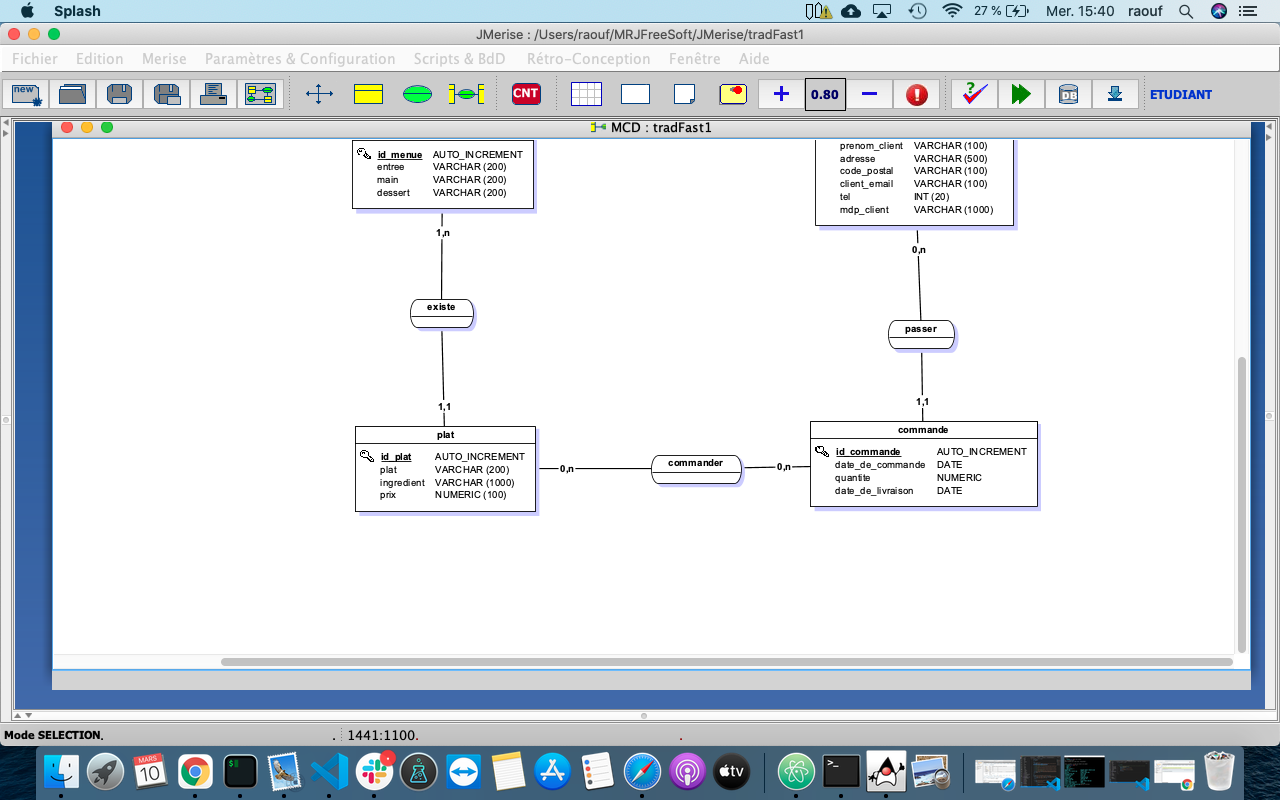 Splash
27 %
Mer. 15:40
raouf
JMerise : /Users/raouf/MRJFreeSoft/JMerise/tradFast1
Fichier Edition Merise Paramètres & Configuration Scripts & BdD Rétro-Conception Fenêtre Aide
new
CNT
0.80
DB
ETUDIANT
MCD : tradFast1
id_menue AUTO_INCREMENT
entree VARCHAR (200)
main VARCHAR (200)
dessert VARCHAR (200)
prenom_client VARCHAR (100)
adresse VARCHAR (500)
code_postal VARCHAR (100)
client_email VARCHAR (100)
tel INT (20)
mdp_client VARCHAR (1000)
1,n
0,n
existe
passer
1,1
1,1
plat
id_plat AUTO_INCREMENT
plat VARCHAR (200)
ingredient VARCHAR (1000)
prix NUMERIC (100)
0,n
commander
0,n
commande
id_commande AUTO_INCREMENT
date_de_commande DATE
quantite NUMERIC
date_de_livraison DATE
Mode SELECTION.
. 1441:1100.
.
MARS
10
$
tv
>_